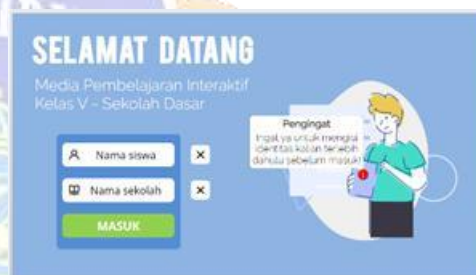 SELAMAT DATANG
Media Pembelajaran Interaktif
Kelas V - Sekolah Dasar
Nama siswa
Nama sekolah
MASUK
Pengingat
Ingat ya untuk mengisi
identitas kalian terlebih
dahulu sebelum masuk!